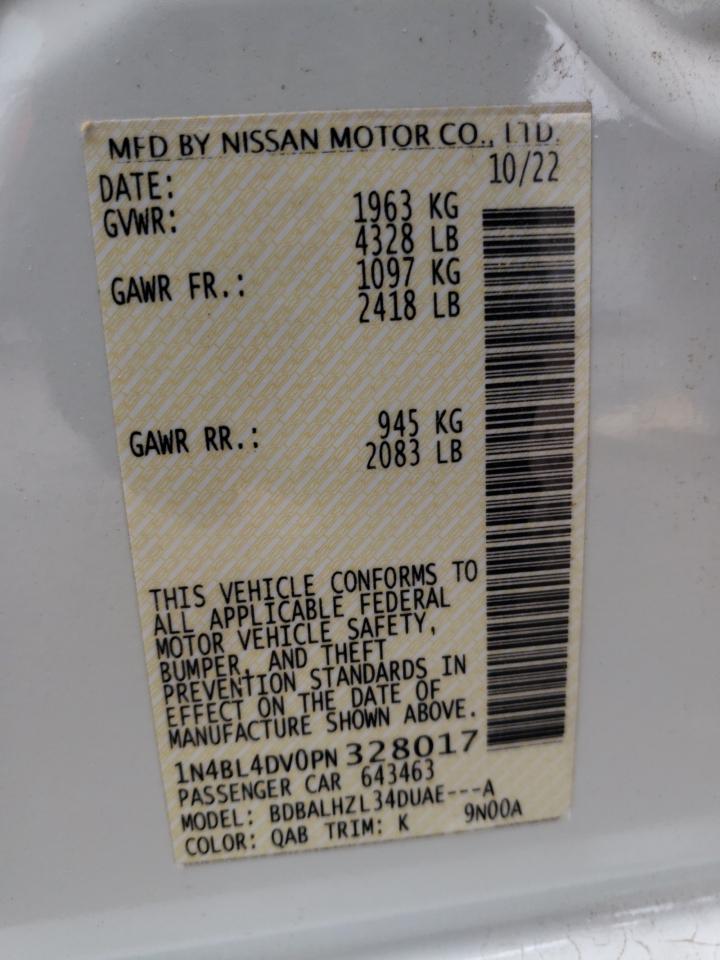 MFD BY NISSAN MOTOR CO., LTD.
DATE: 10/22
GVWR: 1963 KG
4328 LB
GAWR FR.: 1097 KG
2418 LB
GAWR RR.: 945 KG
2083 LB
THIS VEHICLE CONFORMS TO
ALL APPLICABLE FEDERAL
MOTOR VEHICLE SAFETY,
BUMPER, AND THEFT
PREVENTION STANDARDS IN
EFFECT ON THE DATE OF
MANUFACTURE SHOWN ABOVE.
1N4BL4DV0PN 328017
PASSENGER CAR 643463
MODEL: BDBALHZL34DUAE---A
COLOR: QAB TRIM: K 9N00A